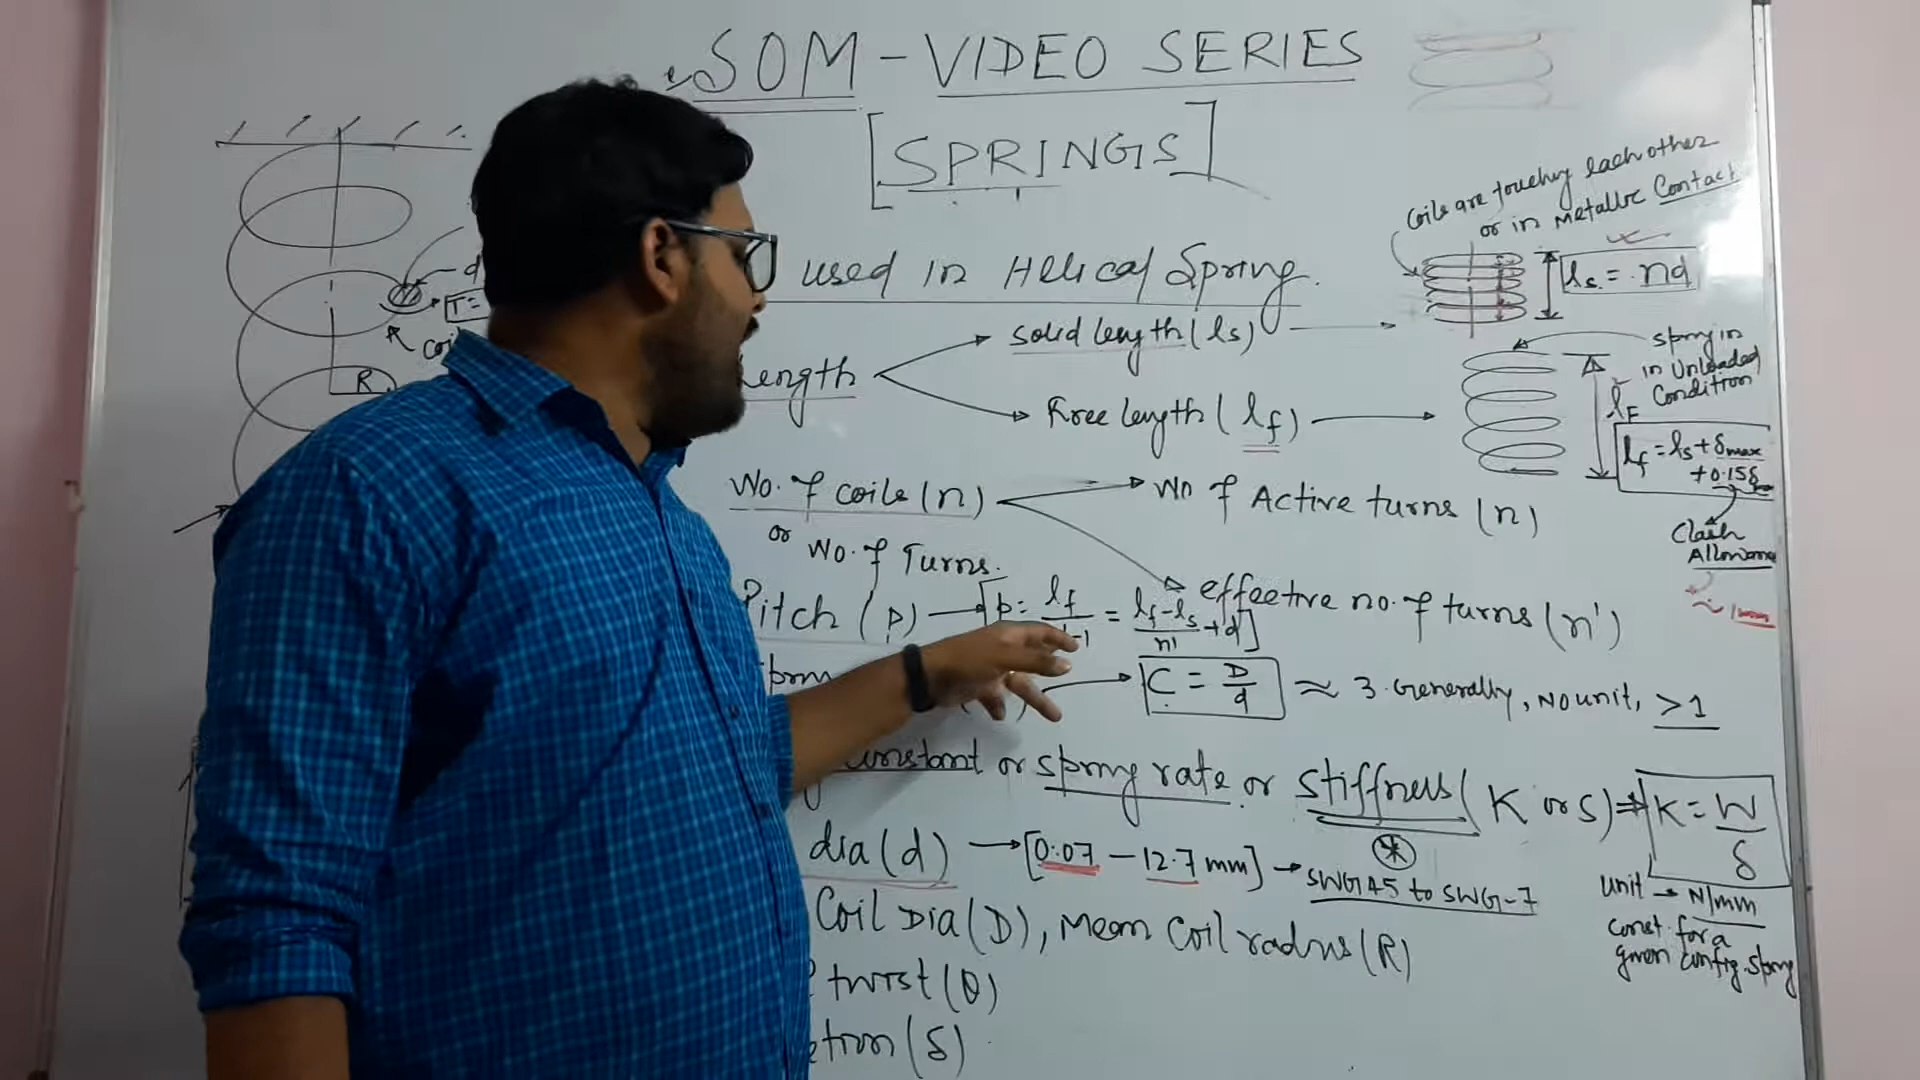 SOM - VIDEO SERIES
[SPRINGS]
coils are touching each other
or in Metallic Contact
used in Helical Spring.
ls = nd
d
T=
R
Length
solid length (ls)
Free length (lf)
spring in
in Unloaded
Condition
lF
lf = ls + δmax
+0.15δ
Clash
Allowance
~ 1mm
No. of coils (n)
or No. of Turns.
No of Active turns (n)
effective no. of turns (n')
Pitch (p)
p = lf/n'-1 = lf-ls/n' + d]
C = D/d ≈ 3 Generally, No unit, > 1
constant or spring rate or stiffness (K or S) ⇒ K = W/δ
unit → N/mm
const. for a
given config. spring
dia (d) → [0.07 – 12.7 mm] → SWG 45 to SWG-7
Coil Dia (D), Mean Coil radius (R)
twist (θ)
(δ)